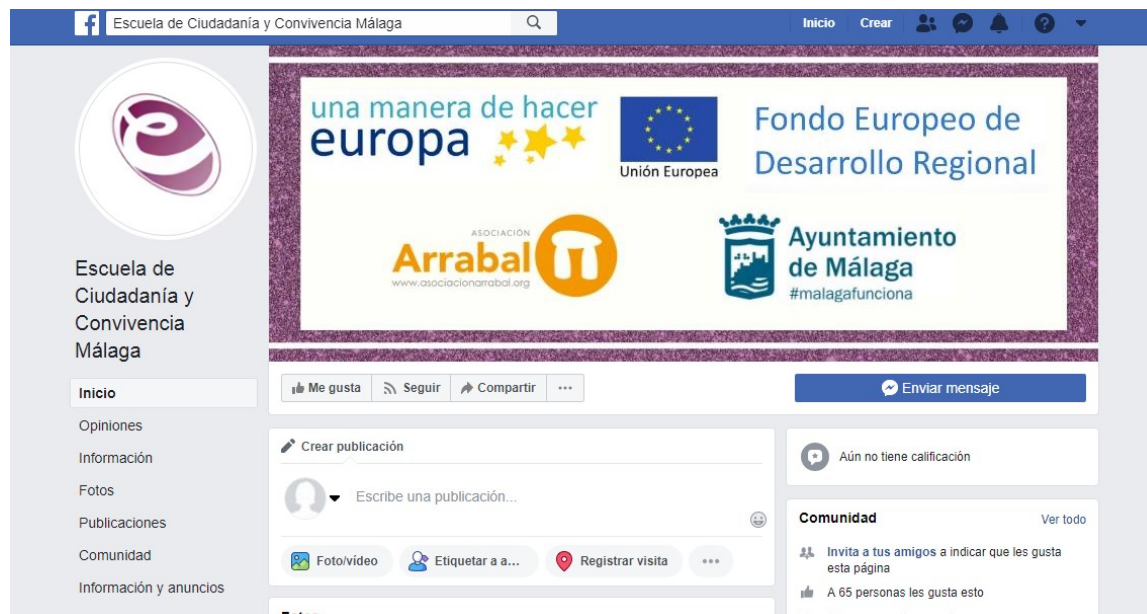 Escuela de Ciudadanía y Convivencia Málaga
Inicio
Crear
una manera de hacer
europa
Unión Europea
Fondo Europeo de
Desarrollo Regional
ASOCIACIÓN
Arrabal
www.asociacionarrabal.org
Ayuntamiento
de Málaga
#malagafunciona
Escuela de
Ciudadanía y
Convivencia
Málaga
Inicio
Opiniones
Información
Fotos
Publicaciones
Comunidad
Información y anuncios
Me gusta
Seguir
Compartir
Enviar mensaje
Crear publicación
Escribe una publicación...
Foto/vídeo
Etiquetar a a...
Registrar visita
Aún no tiene calificación
Comunidad
Ver todo
Invita a tus amigos a indicar que les gusta
esta página
A 65 personas les gusta esto